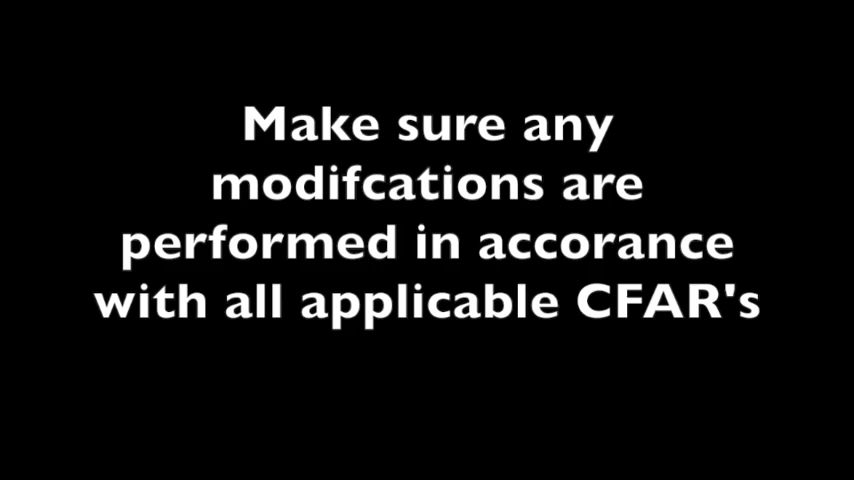 Make sure any
modifcations are
performed in accorance
with all applicable CFAR's